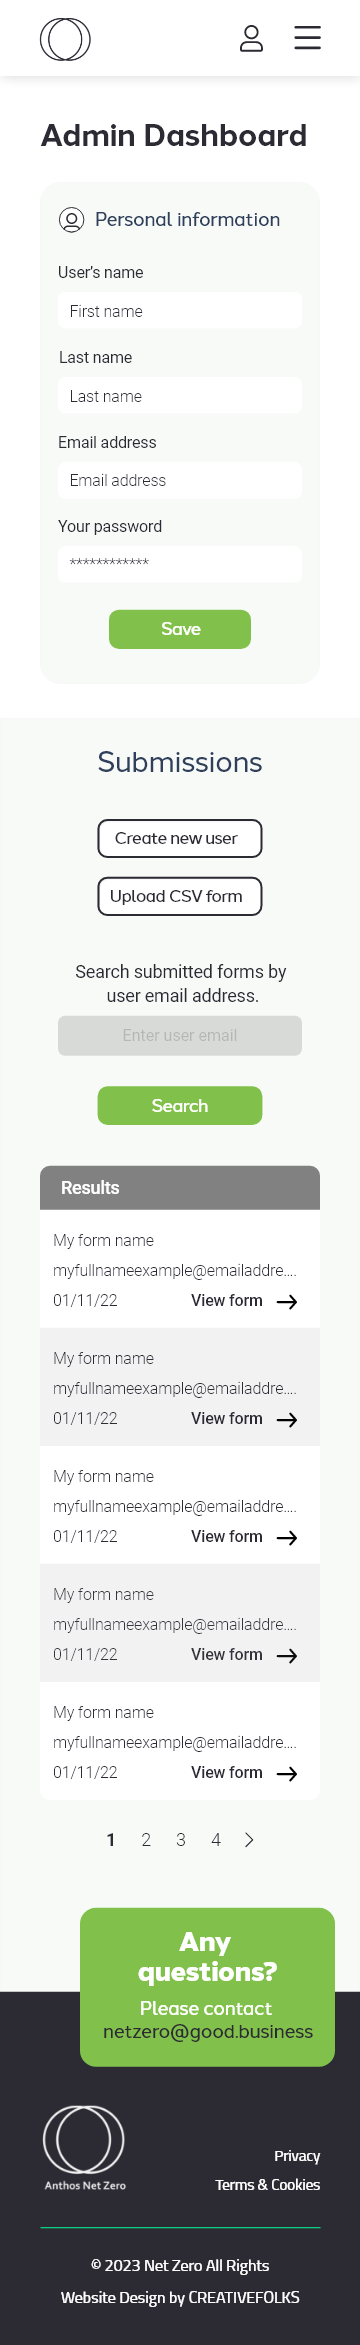 Admin Dashboard
Personal information
User's name
First name
Last name
Last name
Email address
Email address
Your password
************
Save
Submissions
Create new user
Upload CSV form
Search submitted forms by
user email address.
Enter user email
Search
Results
My form name
myfullnameexample@emailaddre....
01/11/22 View form
My form name
myfullnameexample@emailaddre....
01/11/22 View form
My form name
myfullnameexample@emailaddre....
01/11/22 View form
My form name
myfullnameexample@emailaddre....
01/11/22 View form
My form name
myfullnameexample@emailaddre....
01/11/22 View form
1 2 3 4
Any
questions?
Please contact
netzero@good.business
Anthos Net Zero
Privacy
Terms & Cookies
© 2023 Net Zero All Rights
Website Design by CREATIVEFOLKS